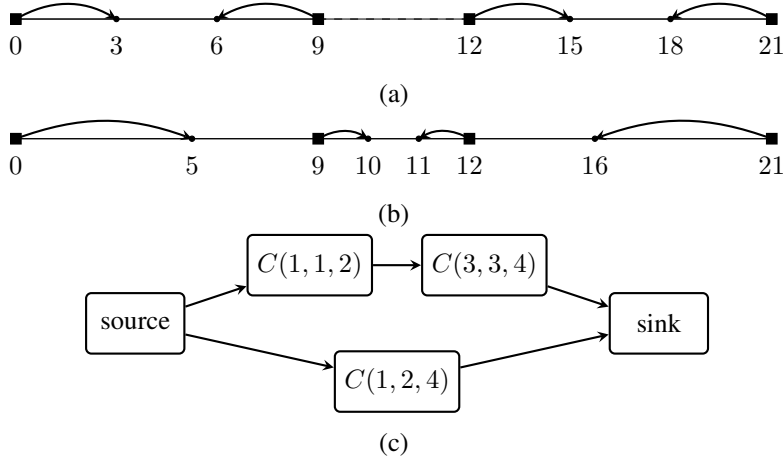 0 3 6 9 12 15 18 21
(a)
0 5 9 10 11 12 16 21
(b)
C(1, 1, 2) C(3, 3, 4)
source sink
C(1, 2, 4)
(c)